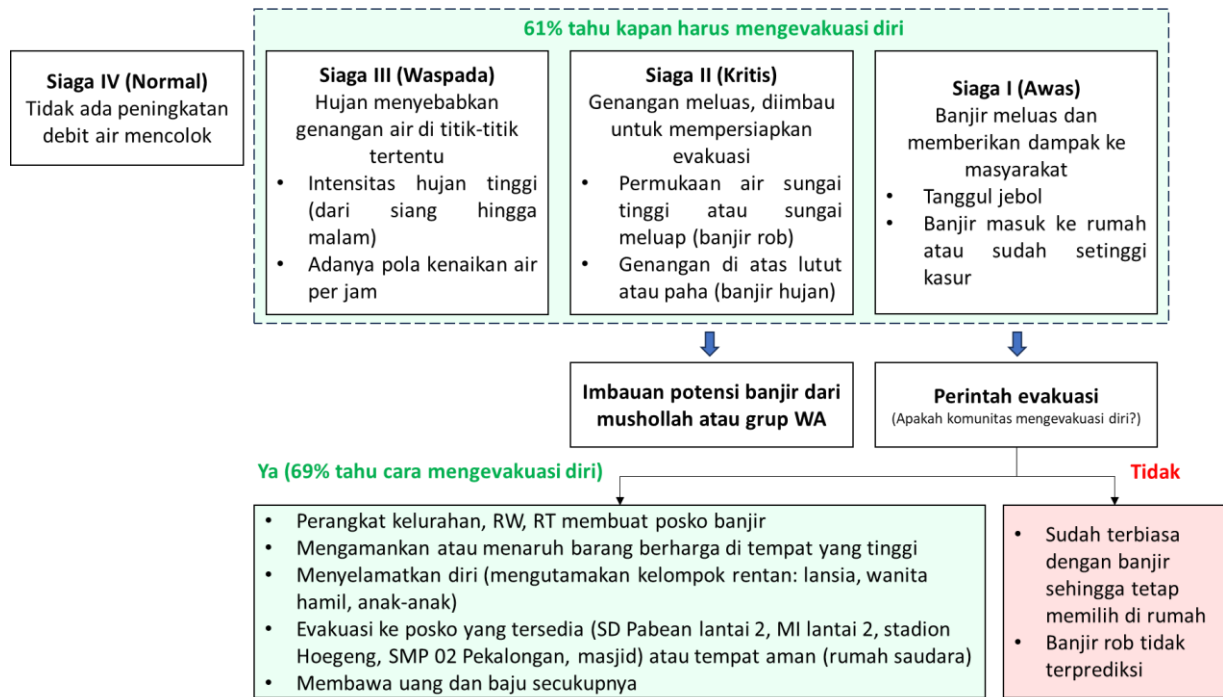 61% tahu kapan harus mengevakuasi diri
Siaga IV (Normal)
Tidak ada peningkatan
debit air mencolok
Siaga III (Waspada)
Hujan menyebabkan
genangan air di titik-titik
tertentu
• Intensitas hujan tinggi
(dari siang hingga
malam)
• Adanya pola kenaikan air
per jam
Siaga II (Kritis)
Genangan meluas, diimbau
untuk mempersiapkan
evakuasi
• Permukaan air sungai
tinggi atau sungai
meluap (banjir rob)
• Genangan di atas lutut
atau paha (banjir hujan)
Siaga I (Awas)
Banjir meluas dan
memberikan dampak ke
masyarakat
• Tanggul jebol
• Banjir masuk ke rumah
atau sudah setinggi
kasur
Imbauan potensi banjir dari
mushollah atau grup WA
Perintah evakuasi
(Apakah komunitas mengevakuasi diri?)
Ya (69% tahu cara mengevakuasi diri)
Tidak
• Perangkat kelurahan, RW, RT membuat posko banjir
• Mengamankan atau menaruh barang berharga di tempat yang tinggi
• Menyelamatkan diri (mengutamakan kelompok rentan: lansia, wanita
hamil, anak-anak)
• Evakuasi ke posko yang tersedia (SD Pabean lantai 2, MI lantai 2, stadion
Hoegeng, SMP 02 Pekalongan, masjid) atau tempat aman (rumah saudara)
• Membawa uang dan baju secukupnya
• Sudah terbiasa
dengan banjir
sehingga tetap
memilih di rumah
• Banjir rob tidak
terprediksi